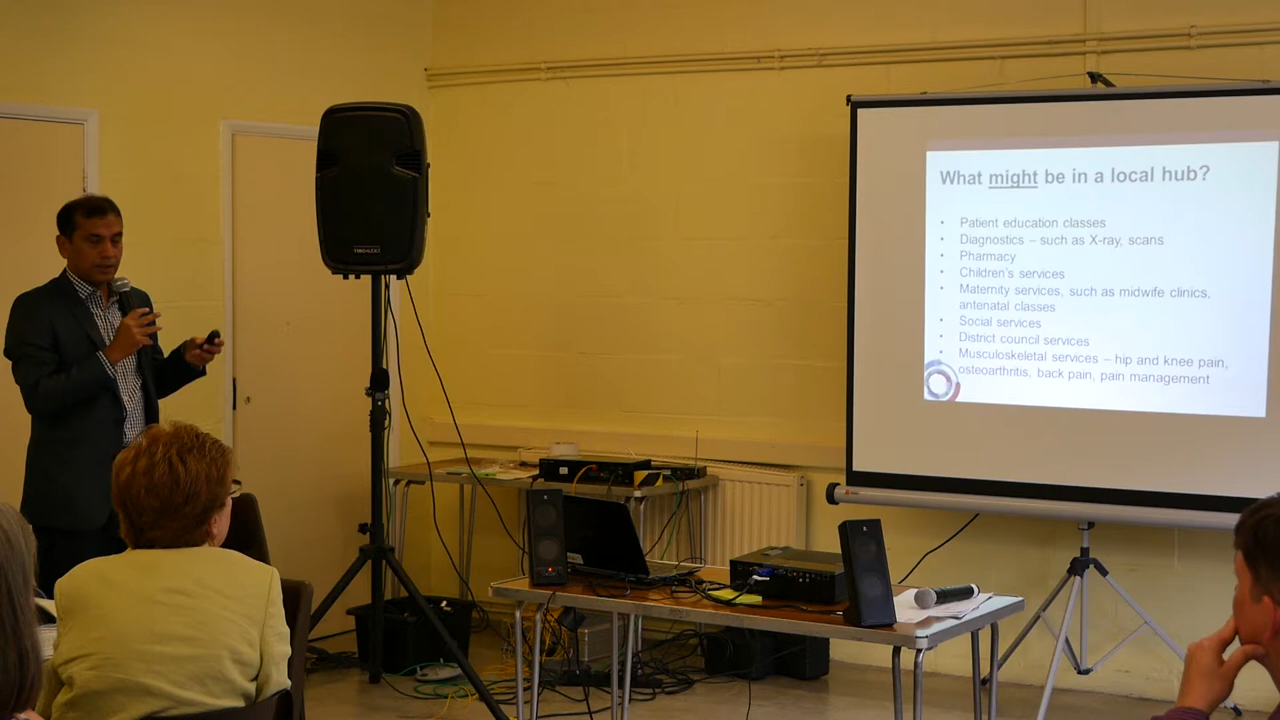 What might be in a local hub?
• Patient education classes
• Diagnostics – such as X-ray, scans
• Pharmacy
• Children's services
• Maternity services, such as midwife clinics,
antenatal classes
• Social services
• District council services
• Musculoskeletal services – hip and knee pain,
osteoarthritis, back pain, pain management